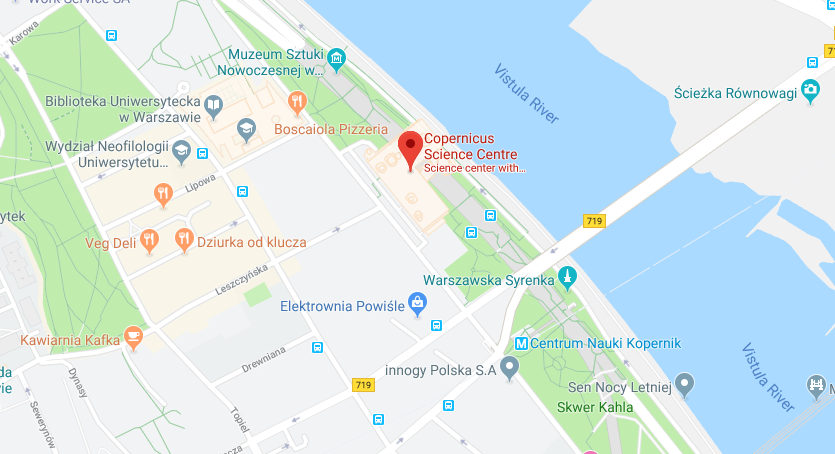 Work Service SA
Karowa
Muzeum Sztuki
Nowoczesnej w...
Vistula River
Ścieżka Równowagi
Biblioteka Uniwersytecka
w Warszawie
Boscaiola Pizzeria
Copernicus
Science Centre
Science center with...
Wydział Neofilologii
Uniwersytetu...
Lipowa
ytek
719
Veg Deli
Dziurka od klucza
Leszczyńska
Warszawska Syrenka
Elektrownia Powiśle
Kawiarnia Kafka
M Centrum Nauki Kopernik
Drewniana
innogy Polska S.A
Vistula River
da
wie
Dynasy
719
Sen Nocy Letniej
M
Skwer Kahla
Sewerynów
Topiel